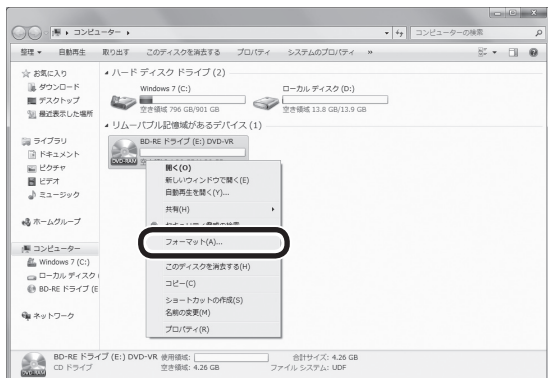 コンピューター
コンピューターの検索
整理 自動再生 取り出す このディスクを消去する プロパティ システムのプロパティ »
お気に入り
ダウンロード
デスクトップ
最近表示した場所
ライブラリ
ドキュメント
ピクチャ
ビデオ
ミュージック
ホームグループ
コンピューター
Windows 7 (C:)
ローカル ディスク (
BD-RE ドライブ (E
ネットワーク
ハード ディスク ドライブ (2)
Windows 7 (C:)
空き領域 796 GB/901 GB
ローカル ディスク (D:)
空き領域 13.8 GB/13.9 GB
リムーバブル記憶域があるデバイス (1)
BD-RE ドライブ (E:) DVD-VR
DVD-RAM
開く(O)
新しいウィンドウで開く(E)
自動再生を開く(Y)...
共有(H)
フォーマット(A)...
このディスクを消去する(H)
コピー(C)
ショートカットの作成(S)
名前の変更(M)
プロパティ(R)
BD-RE ドライブ (E:) DVD-VR 使用領域: 合計サイズ: 4.26 GB
CD ドライブ 空き領域: 4.26 GB ファイル システム: UDF
DVD-RAM